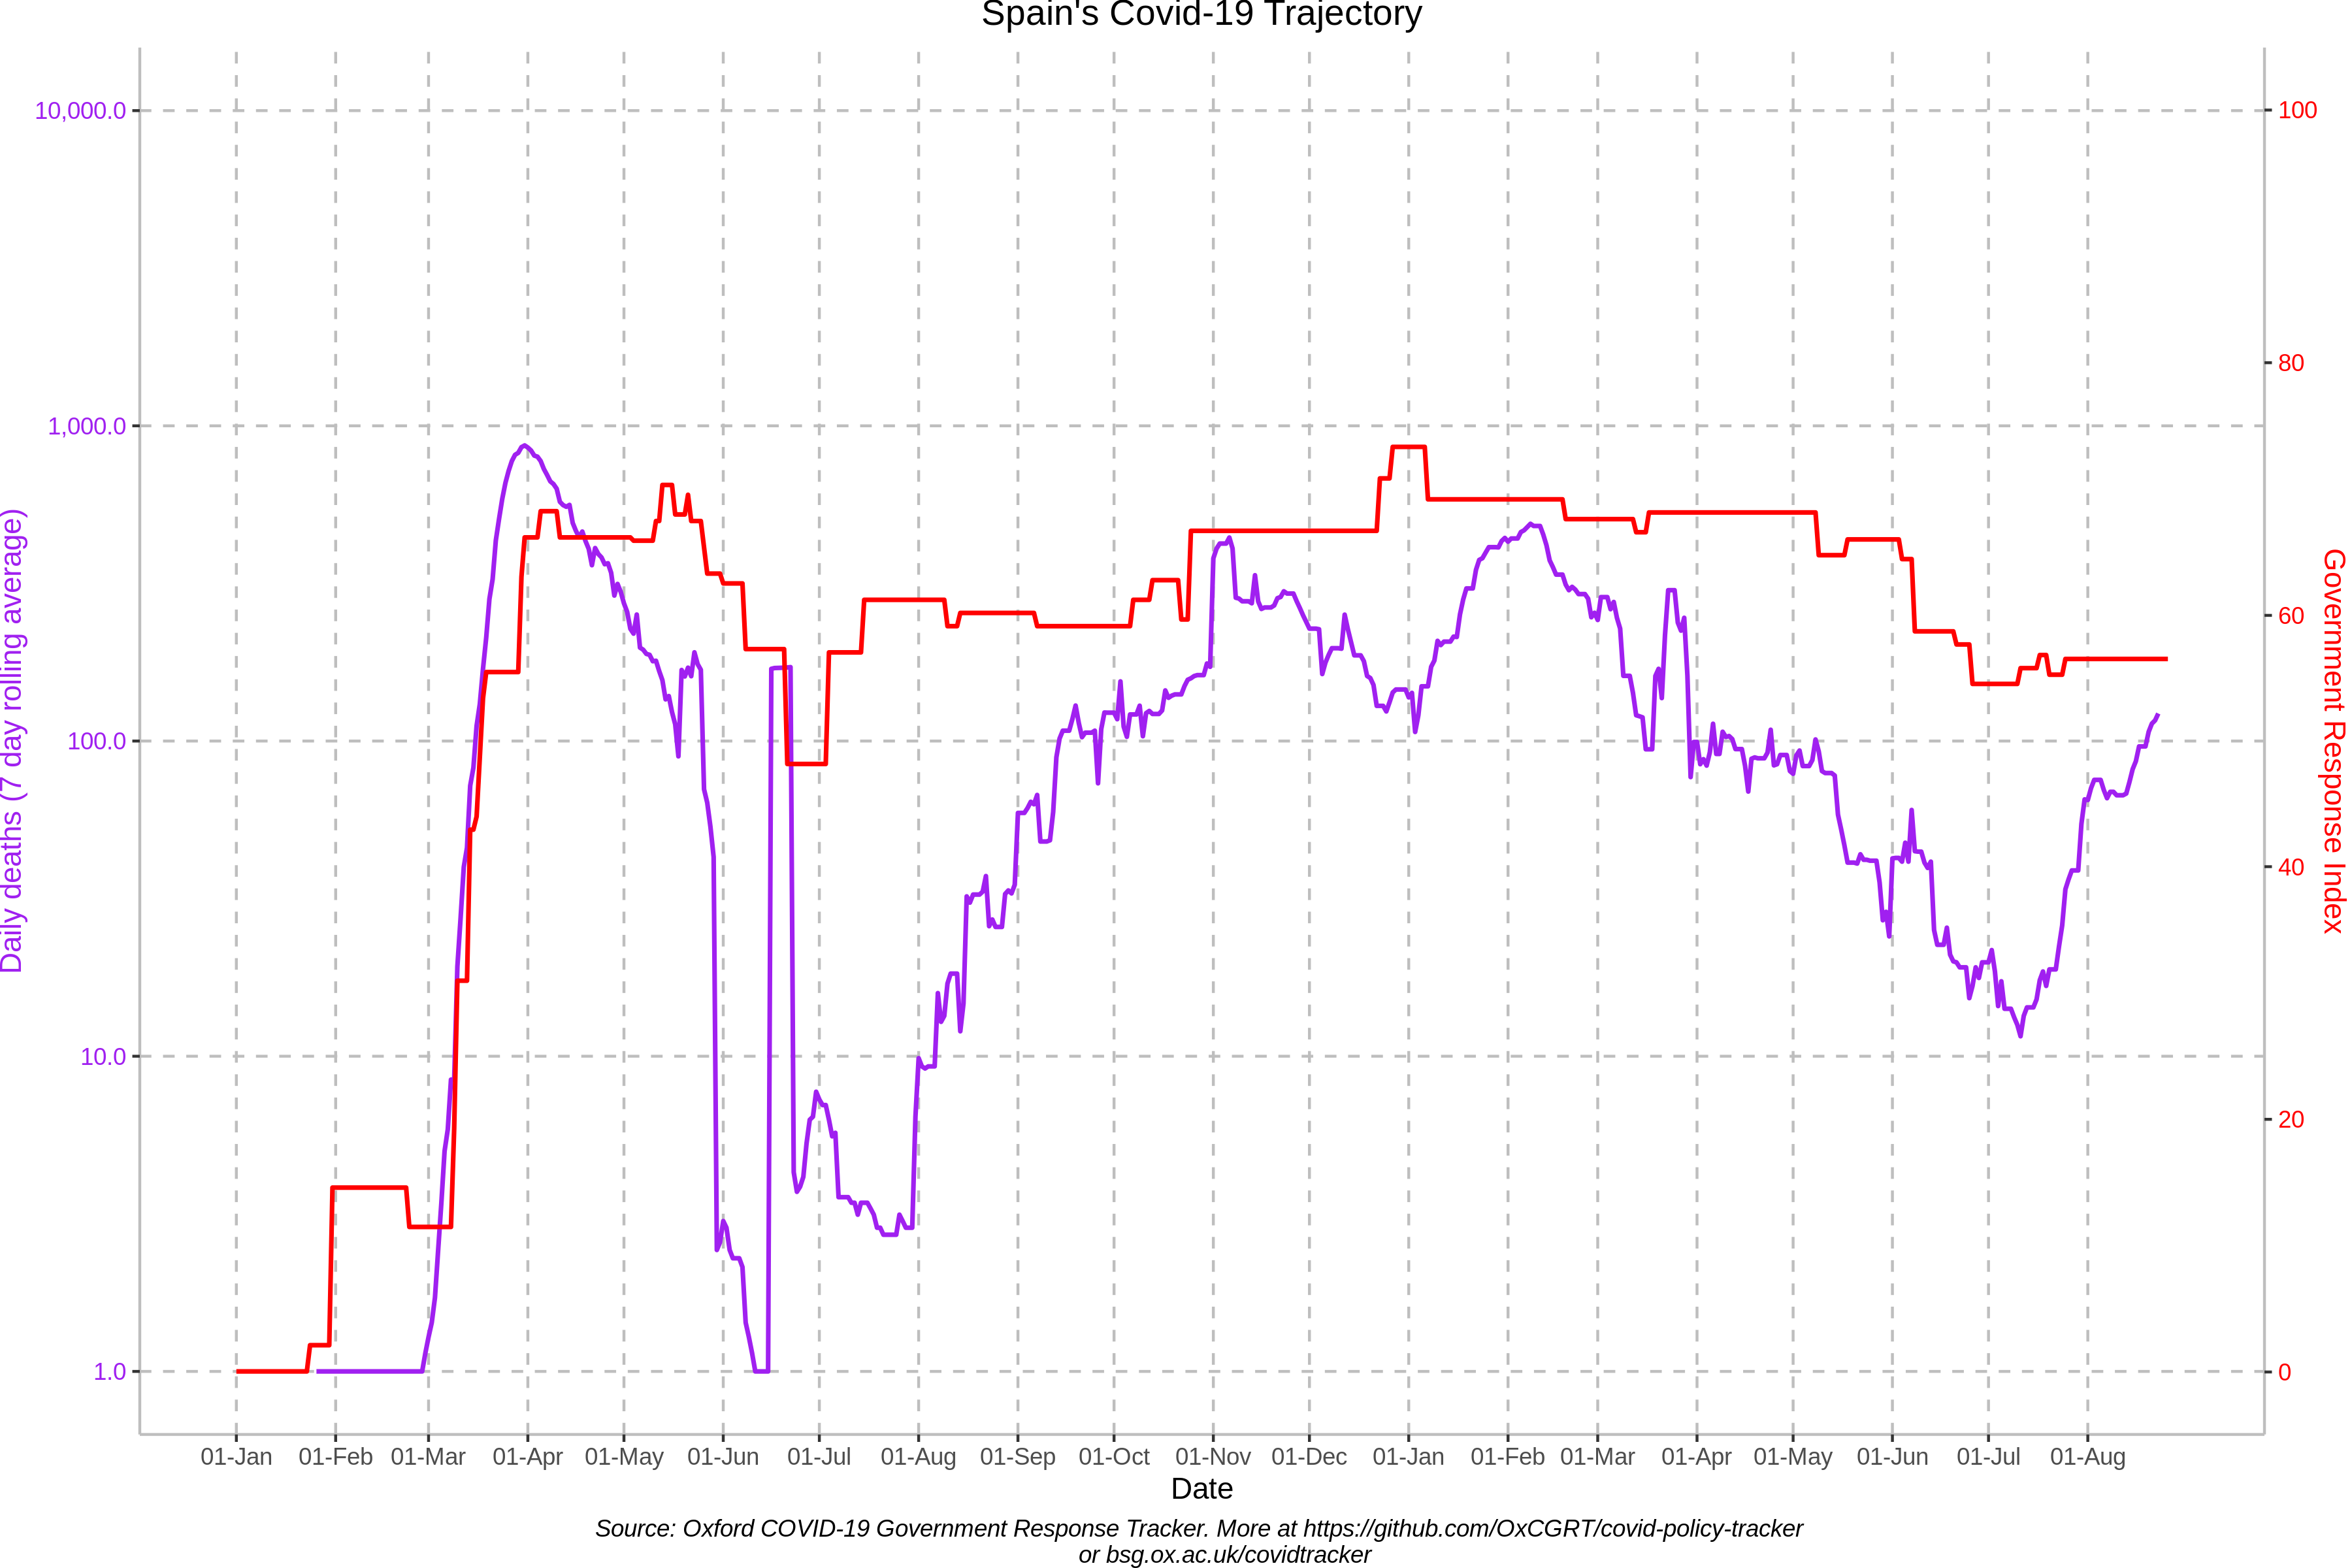 Spain's Covid-19 Trajectory
10,000.0
1,000.0
100.0
10.0
1.0
Daily deaths (7 day rolling average)
100
80
60
40
20
0
Government Response Index
01-Jan 01-Feb 01-Mar 01-Apr 01-May 01-Jun 01-Jul 01-Aug 01-Sep 01-Oct 01-Nov 01-Dec 01-Jan 01-Feb 01-Mar 01-Apr 01-May 01-Jun 01-Jul 01-Aug
Date
Source: Oxford COVID-19 Government Response Tracker. More at https://github.com/OxCGRT/covid-policy-tracker
or bsg.ox.ac.uk/covidtracker